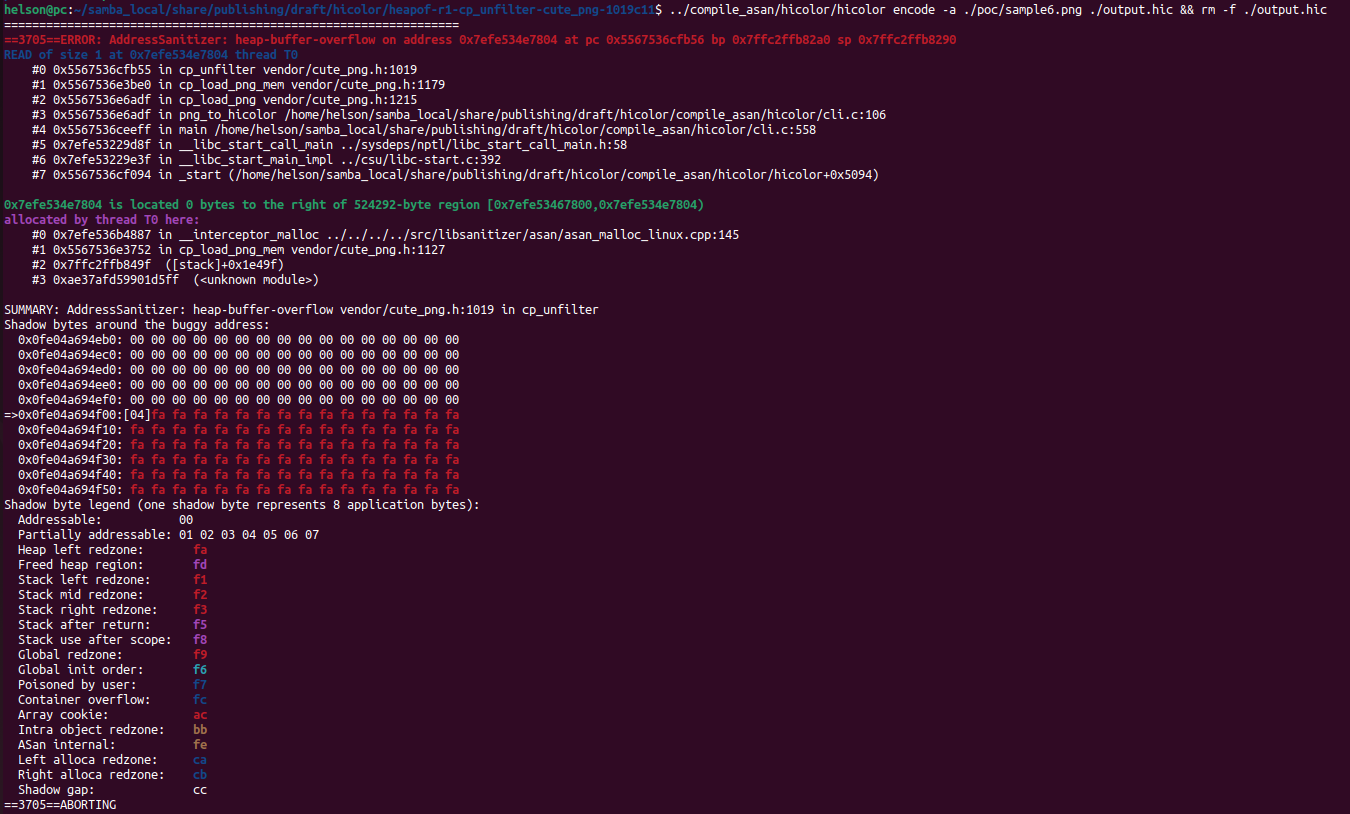 helson@pc:~/samba_local/share/publishing/draft/hicolor/heapof-r1-cp_unfilter-cute_png-1019c11$ ../compile_asan/hicolor/hicolor encode -a ./poc/sample6.png ./output.hic && rm -f ./output.hic
=================================================================
==3705==ERROR: AddressSanitizer: heap-buffer-overflow on address 0x7efe534e7804 at pc 0x5567536cfb56 bp 0x7ffc2ffb82a0 sp 0x7ffc2ffb8290
READ of size 1 at 0x7efe534e7804 thread T0
    #0 0x5567536cfb55 in cp_unfilter vendor/cute_png.h:1019
    #1 0x5567536e3be0 in cp_load_png_mem vendor/cute_png.h:1179
    #2 0x5567536e6adf in cp_load_png vendor/cute_png.h:1215
    #3 0x5567536e6adf in png_to_hicolor /home/helson/samba_local/share/publishing/draft/hicolor/compile_asan/hicolor/cli.c:106
    #4 0x5567536ceeff in main /home/helson/samba_local/share/publishing/draft/hicolor/compile_asan/hicolor/cli.c:558
    #5 0x7efe53229d8f in __libc_start_call_main ../sysdeps/nptl/libc_start_call_main.h:58
    #6 0x7efe53229e3f in __libc_start_main_impl ../csu/libc-start.c:392
    #7 0x5567536cf094 in _start (/home/helson/samba_local/share/publishing/draft/hicolor/compile_asan/hicolor/hicolor+0x5094)

0x7efe534e7804 is located 0 bytes to the right of 524292-byte region [0x7efe53467800,0x7efe534e7804)
allocated by thread T0 here:
    #0 0x7efe536b4887 in __interceptor_malloc ../../../../src/libsanitizer/asan/asan_malloc_linux.cpp:145
    #1 0x5567536e3752 in cp_load_png_mem vendor/cute_png.h:1127
    #2 0x7ffc2ffb849f  ([stack]+0x1e49f)
    #3 0xae37afd59901d5ff  (<unknown module>)

SUMMARY: AddressSanitizer: heap-buffer-overflow vendor/cute_png.h:1019 in cp_unfilter
Shadow bytes around the buggy address:
  0x0fe04a694eb0: 00 00 00 00 00 00 00 00 00 00 00 00 00 00 00 00
  0x0fe04a694ec0: 00 00 00 00 00 00 00 00 00 00 00 00 00 00 00 00
  0x0fe04a694ed0: 00 00 00 00 00 00 00 00 00 00 00 00 00 00 00 00
  0x0fe04a694ee0: 00 00 00 00 00 00 00 00 00 00 00 00 00 00 00 00
  0x0fe04a694ef0: 00 00 00 00 00 00 00 00 00 00 00 00 00 00 00 00
=>0x0fe04a694f00:[04]fa fa fa fa fa fa fa fa fa fa fa fa fa fa fa
  0x0fe04a694f10: fa fa fa fa fa fa fa fa fa fa fa fa fa fa fa fa
  0x0fe04a694f20: fa fa fa fa fa fa fa fa fa fa fa fa fa fa fa fa
  0x0fe04a694f30: fa fa fa fa fa fa fa fa fa fa fa fa fa fa fa fa
  0x0fe04a694f40: fa fa fa fa fa fa fa fa fa fa fa fa fa fa fa fa
  0x0fe04a694f50: fa fa fa fa fa fa fa fa fa fa fa fa fa fa fa fa
Shadow byte legend (one shadow byte represents 8 application bytes):
  Addressable:           00
  Partially addressable: 01 02 03 04 05 06 07
  Heap left redzone:       fa
  Freed heap region:       fd
  Stack left redzone:      f1
  Stack mid redzone:       f2
  Stack right redzone:     f3
  Stack after return:      f5
  Stack use after scope:   f8
  Global redzone:          f9
  Global init order:       f6
  Poisoned by user:        f7
  Container overflow:      fc
  Array cookie:            ac
  Intra object redzone:    bb
  ASan internal:           fe
  Left alloca redzone:     ca
  Right alloca redzone:    cb
  Shadow gap:              cc
==3705==ABORTING